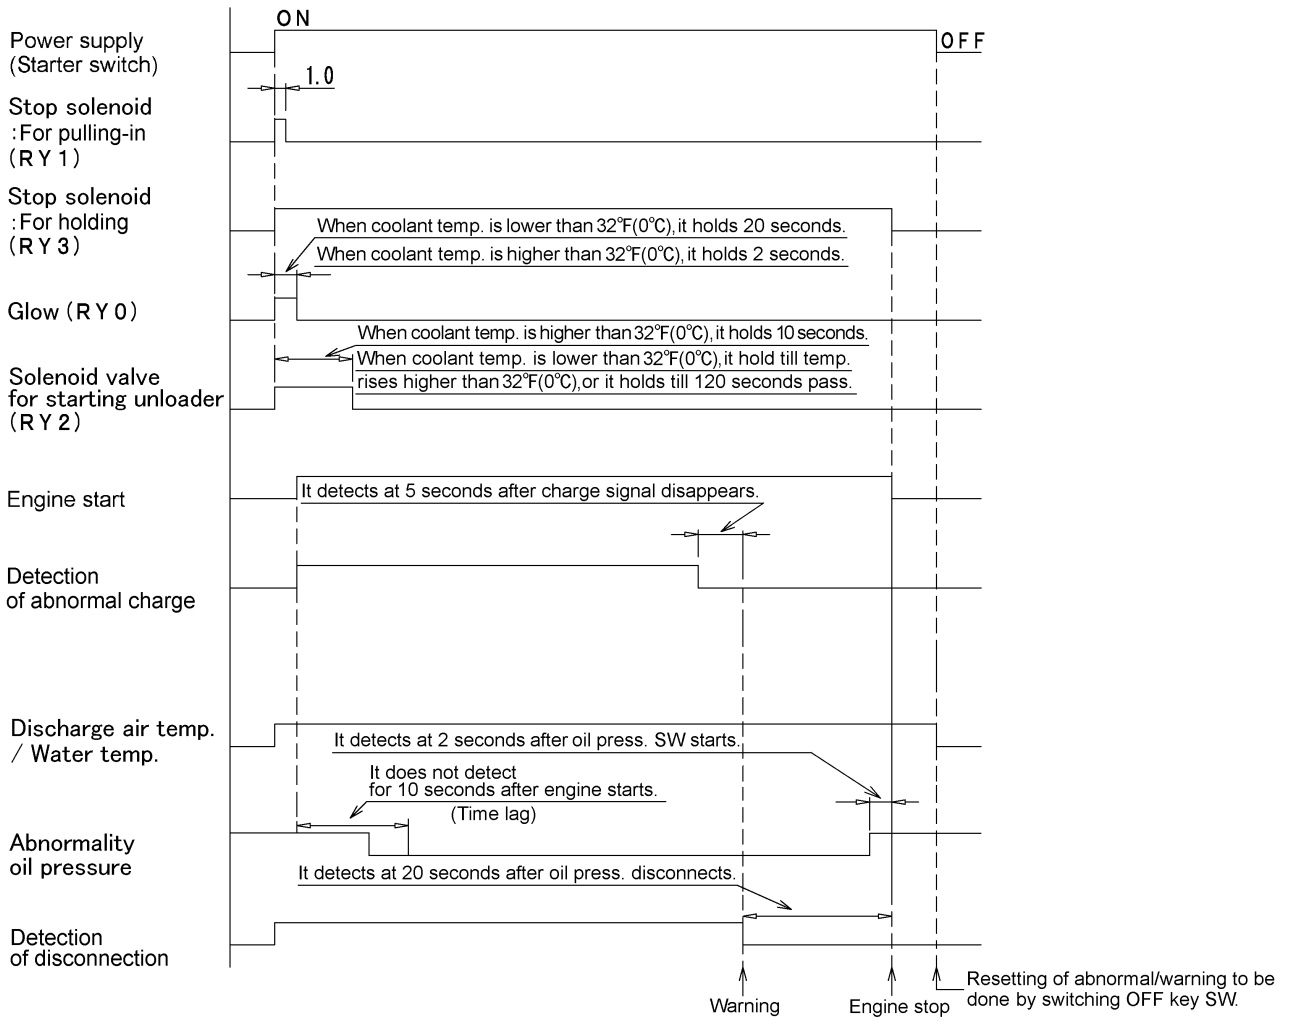 ON
Power supply
(Starter switch)
OFF
1.0
Stop solenoid
:For pulling-in
(RY1)
Stop solenoid
:For holding
(RY3)
When coolant temp. is lower than 32°F(0°C),it holds 20 seconds.
When coolant temp. is higher than 32°F(0°C),it holds 2 seconds.
Glow(RY0)
When coolant temp. is higher than 32°F(0°C),it holds 10 seconds.
When coolant temp. is lower than 32°F(0°C),it hold till temp.
rises higher than 32°F(0°C),or it holds till 120 seconds pass.
Solenoid valve
for starting unloader
(RY2)
Engine start
It detects at 5 seconds after charge signal disappears.
Detection
of abnormal charge
Discharge air temp.
/ Water temp.
It detects at 2 seconds after oil press. SW starts.
It does not detect
for 10 seconds after engine starts.
(Time lag)
Abnormality
oil pressure
It detects at 20 seconds after oil press. disconnects.
Detection
of disconnection
Warning
Engine stop
Resetting of abnormal/warning to be
done by switching OFF key SW.